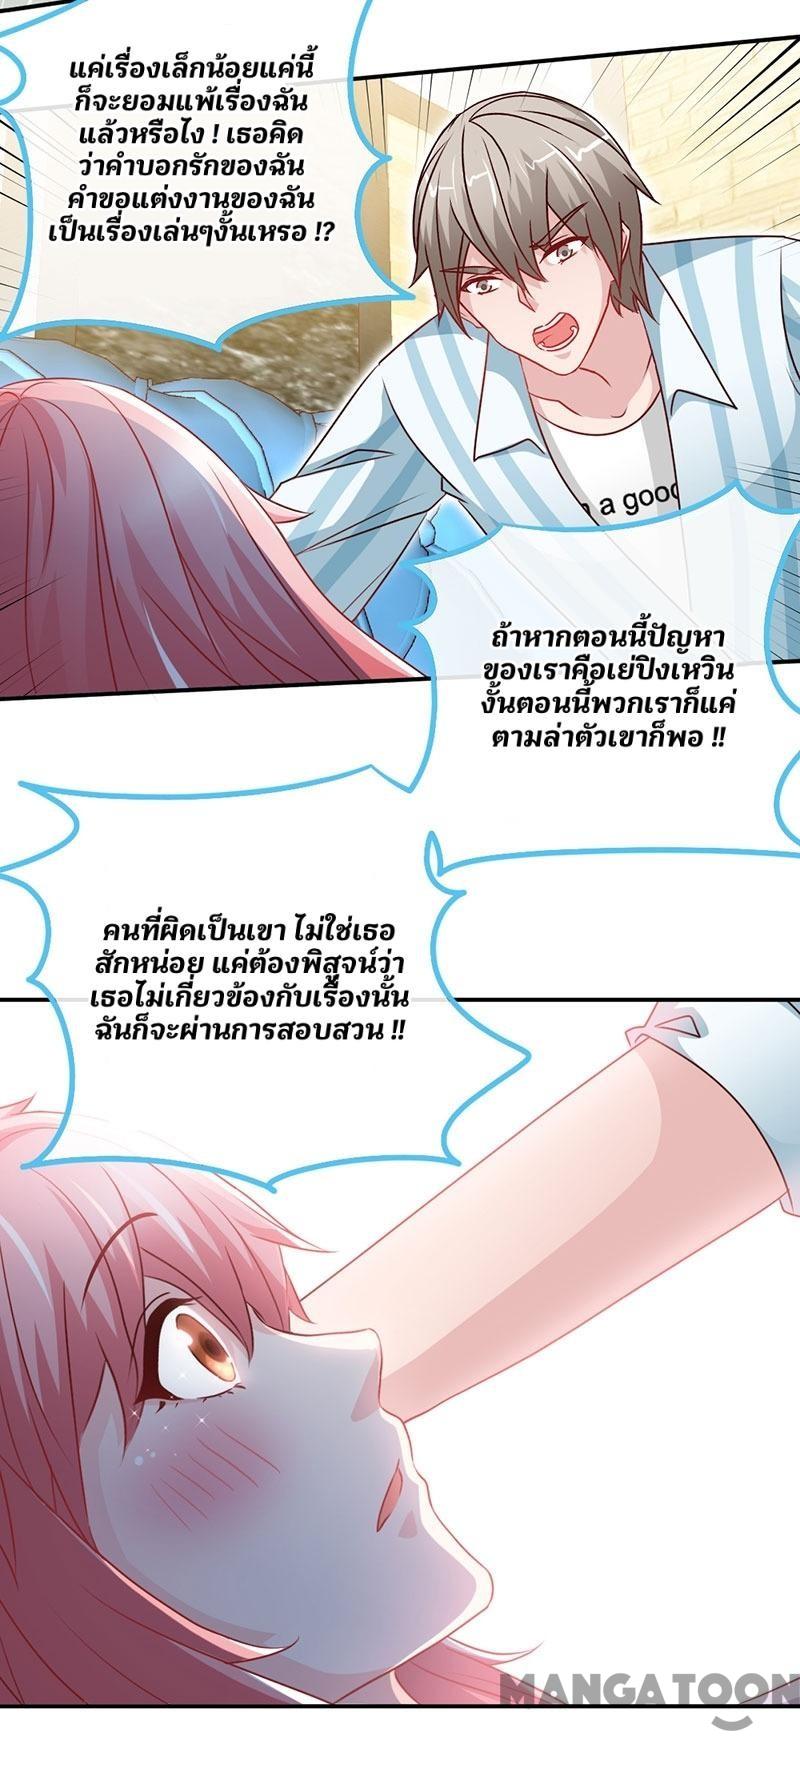 แค่เรื่องเล็กน้อยแค่นี้
ก็จะยอมแพ้เรื่องฉัน
แล้วหรือไง ! เธอคิด
ว่าคำบอกรักของฉัน
คำขอแต่งงานของฉัน
เป็นเรื่องเล่นๆงั้นเหรอ !?
a good
ถ้าหากตอนนี้ปัญหา
ของเราคือเย่ปิงเหวิน
งั้นตอนนี้พวกเราก็แค่
ตามล่าตัวเขาก็พอ !!
คนที่ผิดเป็นเขา ไม่ใช่เธอ
สักหน่อย แค่ต้องพิสูจน์ว่า
เธอไม่เกี่ยวข้องกับเรื่องนั้น
ฉันก็จะผ่านการสอบสวน !!
MANGATOON